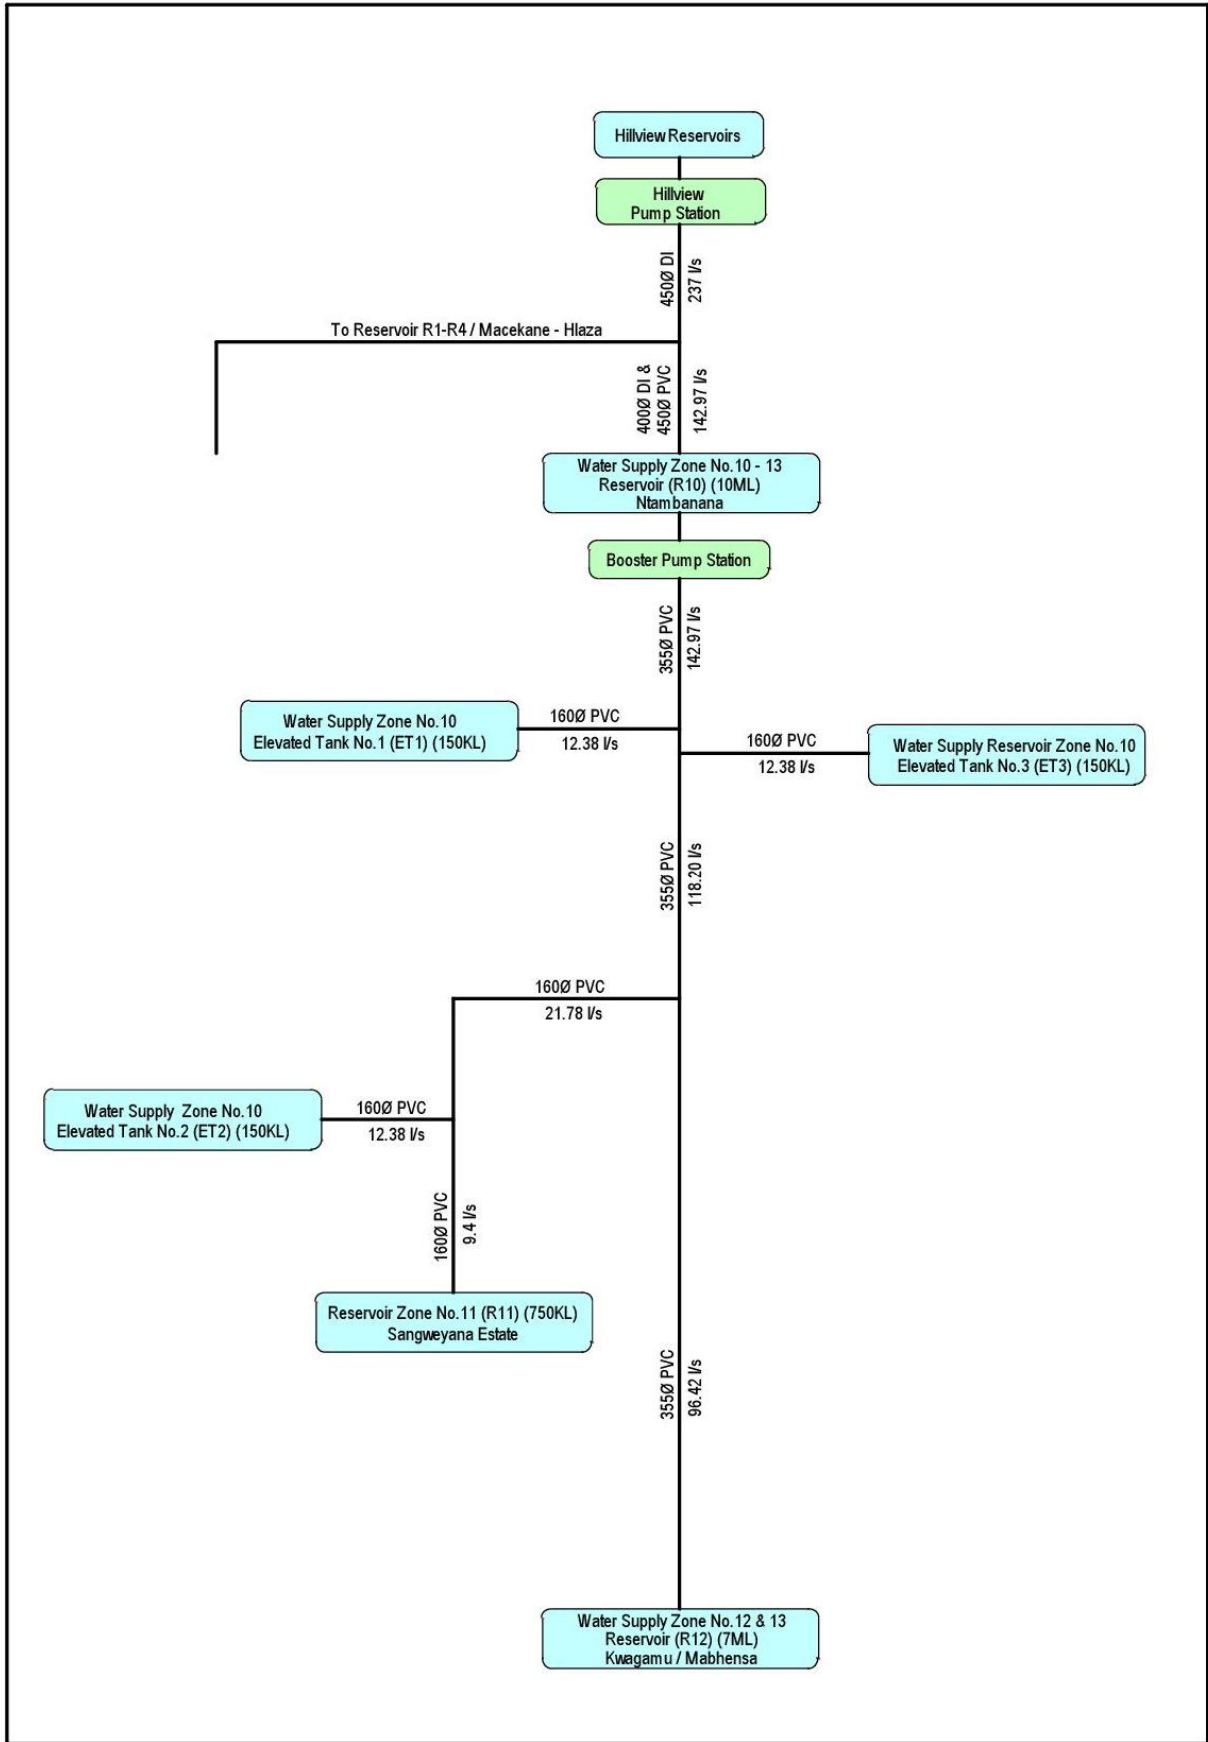 Hillview Reservoirs
Hillview
Pump Station
450Ø DI
237 l/s
To Reservoir R1-R4 / Macekane - Hlaza
400Ø DI &
450Ø PVC
142.97 l/s
Water Supply Zone No.10 - 13
Reservoir (R10) (10ML)
Ntambanana
Booster Pump Station
355Ø PVC
142.97 l/s
Water Supply Zone No.10
Elevated Tank No.1 (ET1) (150KL)
160Ø PVC
12.38 l/s
160Ø PVC
12.38 l/s
Water Supply Reservoir Zone No.10
Elevated Tank No.3 (ET3) (150KL)
355Ø PVC
118.20 l/s
160Ø PVC
21.78 l/s
Water Supply Zone No.10
Elevated Tank No.2 (ET2) (150KL)
160Ø PVC
12.38 l/s
160Ø PVC
9.4 l/s
Reservoir Zone No.11 (R11) (750KL)
Sangweyana Estate
355Ø PVC
96.42 l/s
Water Supply Zone No.12 & 13
Reservoir (R12) (7ML)
Kwagamu / Mabhensa